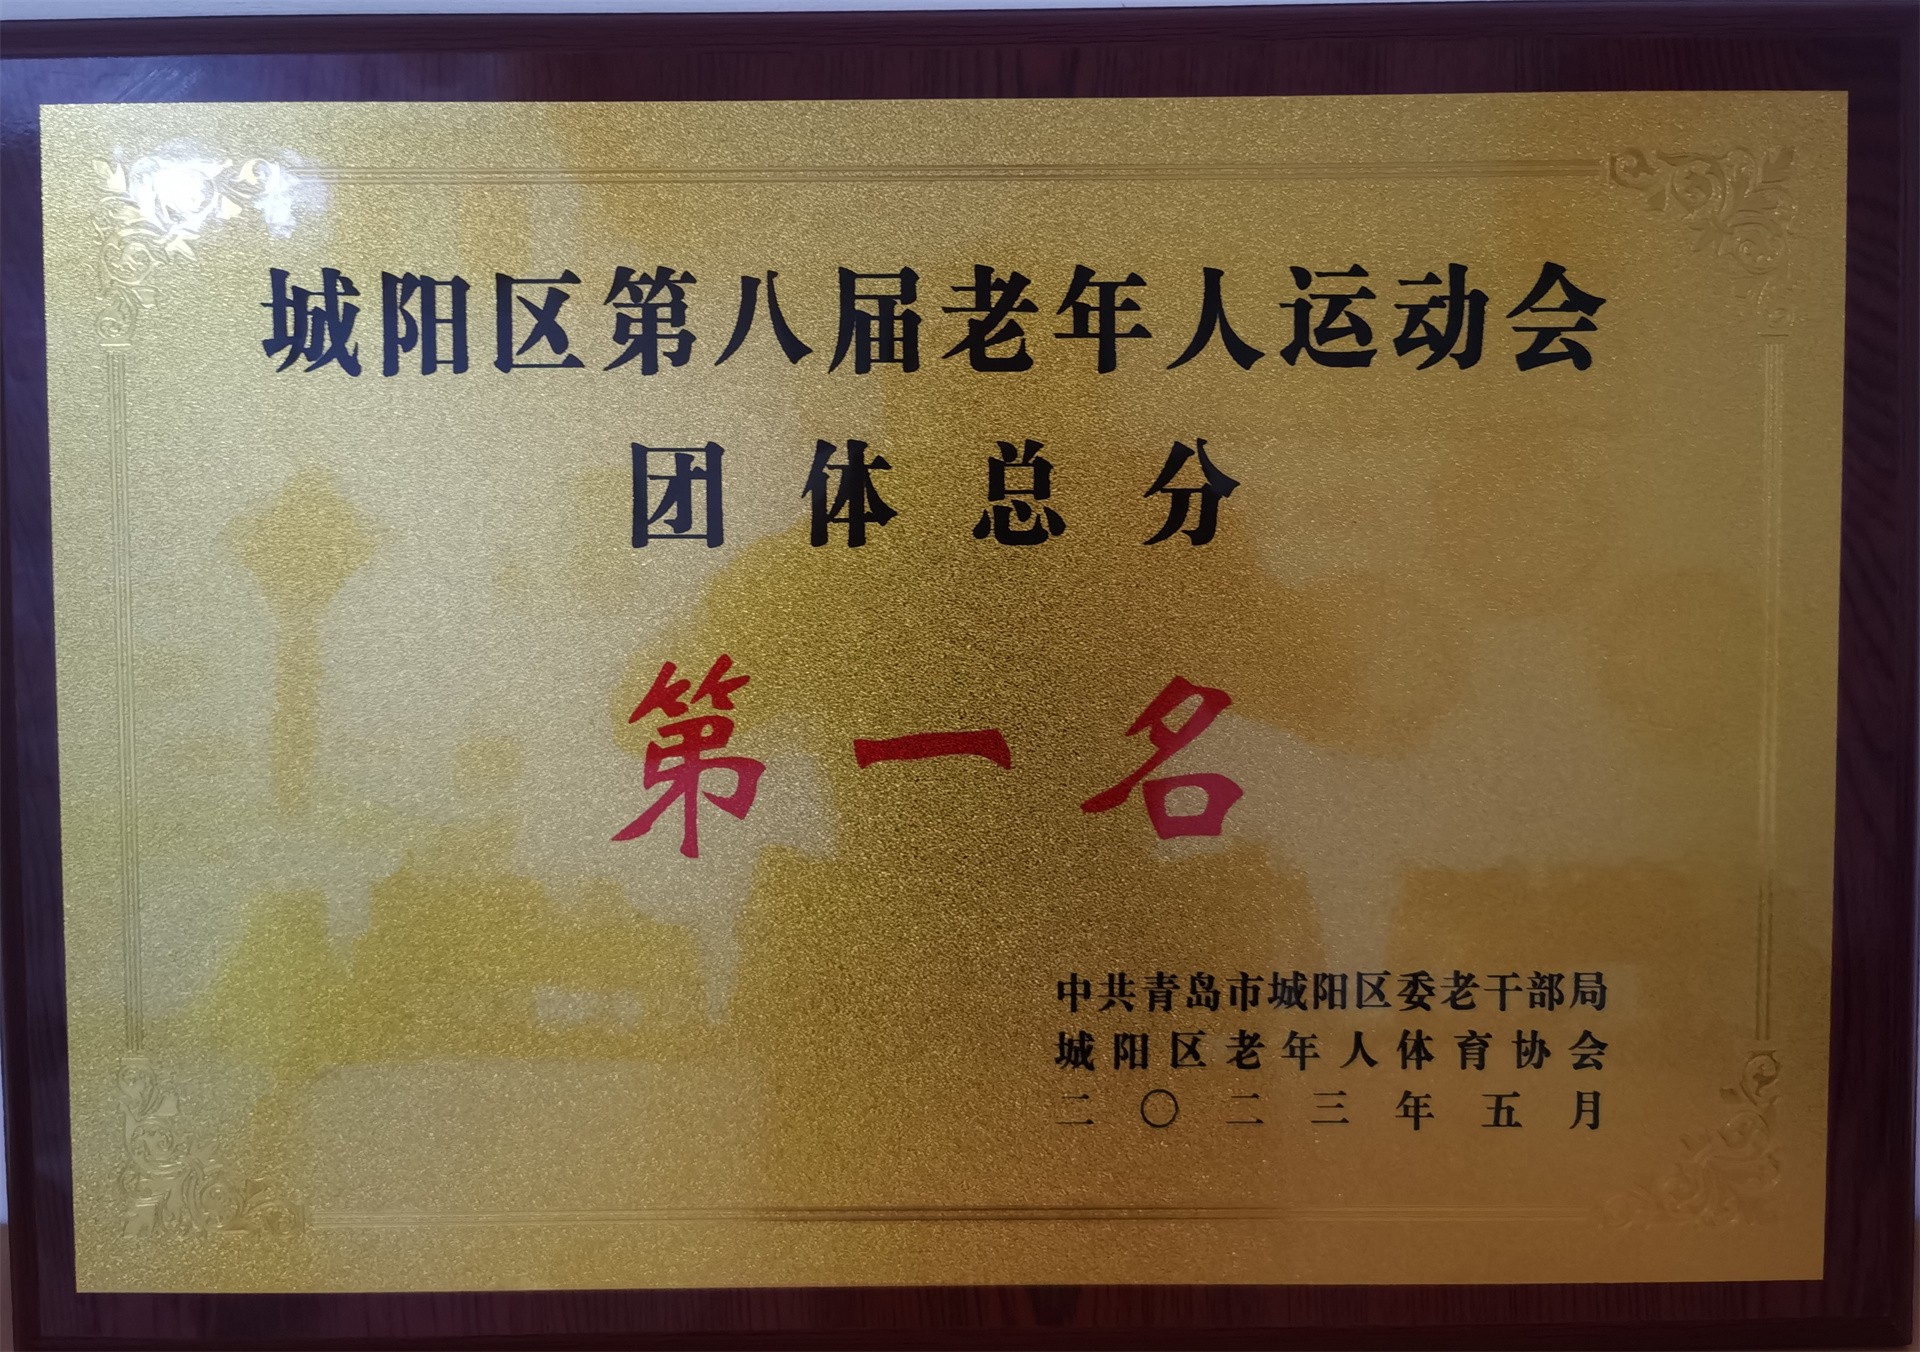 城阳区第八届老年人运动会
团体总分
第一名
中共青岛市城阳区委老干部局
城阳区老年人体育协会
二〇二三年五月